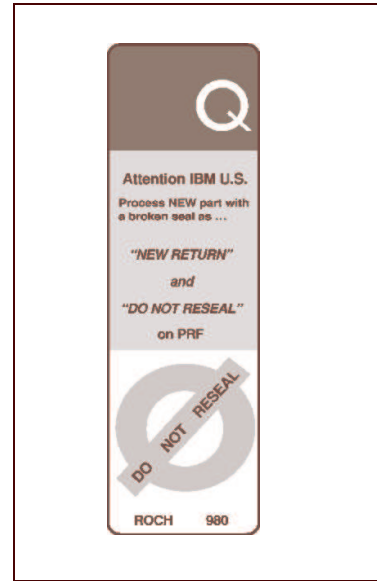 Q
Attention IBM U.S.
Process NEW part with
a broken seal as ...
"NEW RETURN"
and
"DO NOT RESEAL"
on PRF
DO NOT RESEAL
ROCH 980